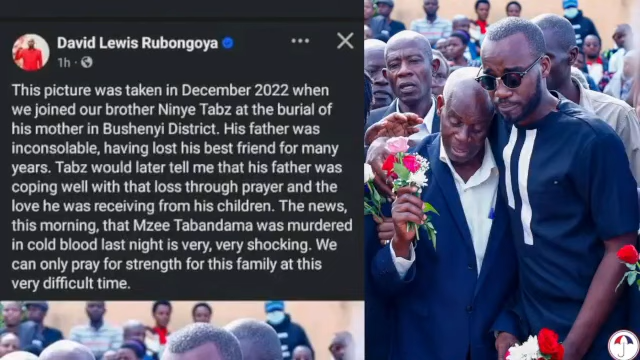 David Lewis Rubongoya
1h ·
This picture was taken in December 2022 when
we joined our brother Ninye Tabz at the burial of
his mother in Bushenyi District. His father was
inconsolable, having lost his best friend for many
years. Tabz would later tell me that his father was
coping well with that loss through prayer and the
love he was receiving from his children. The news,
this morning, that Mzee Tabandama was murdered
in cold blood last night is very, very shocking. We
can only pray for strength for this family at this
very difficult time.